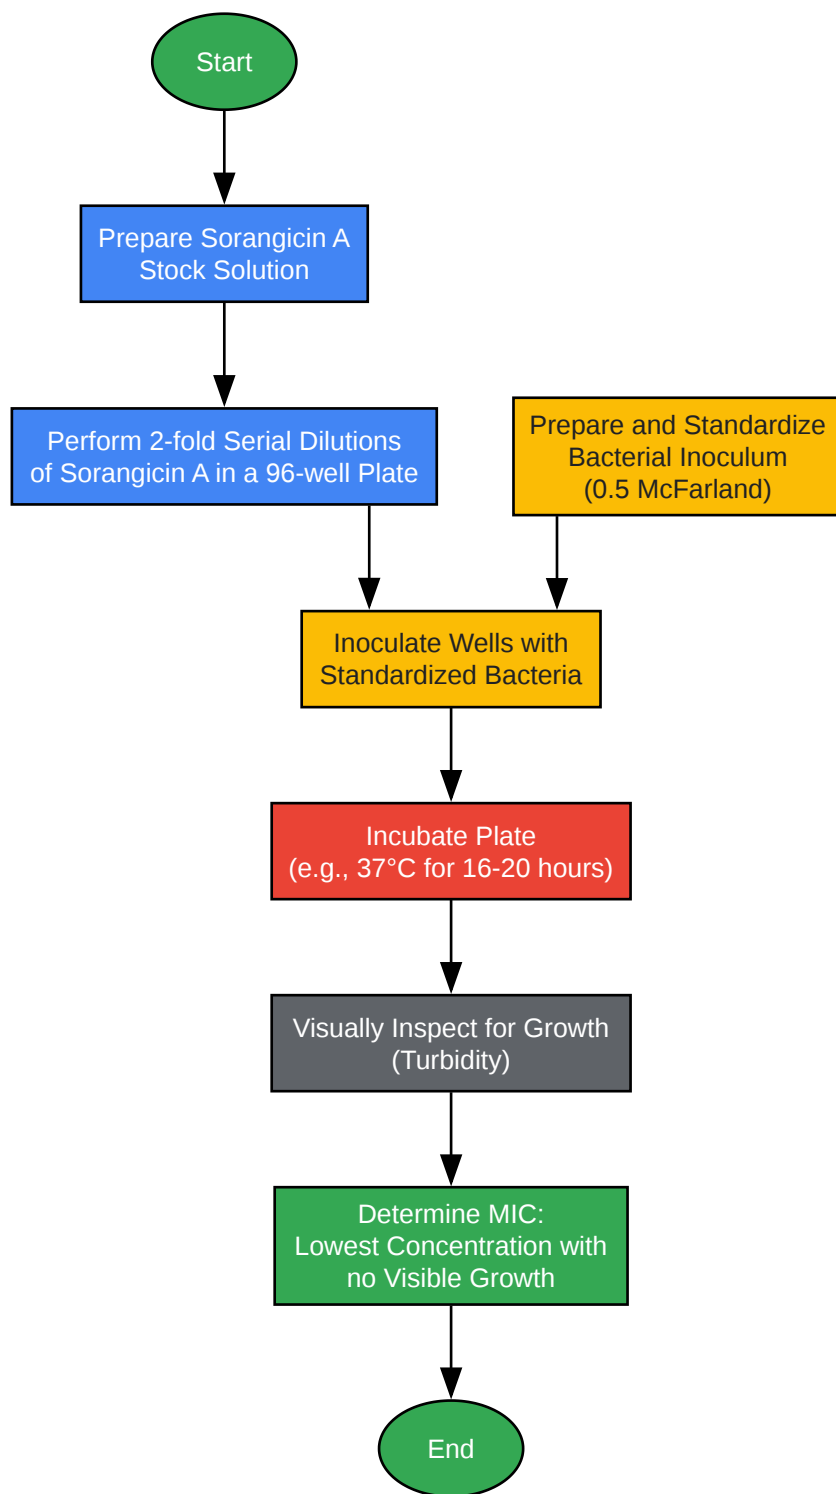 Start
Prepare Sorangicin A
Stock Solution
Perform 2-fold Serial Dilutions
of Sorangicin A in a 96-well Plate
Prepare and Standardize
Bacterial Inoculum
(0.5 McFarland)
Inoculate Wells with
Standardized Bacteria
Incubate Plate
(e.g., 37°C for 16-20 hours)
Visually Inspect for Growth
(Turbidity)
Determine MIC:
Lowest Concentration with
no Visible Growth
End